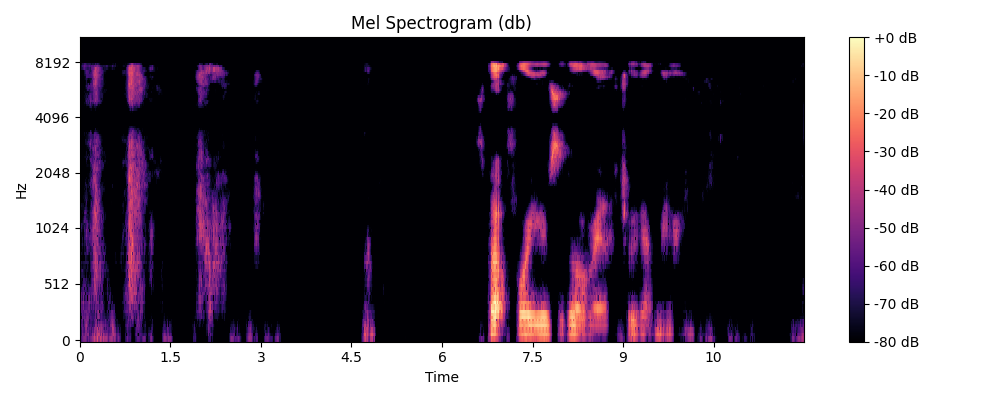 Mel Spectrogram (db)
Hz
8192
4096
2048
1024
512
0
0 1.5 3 4.5 6 7.5 9 10
Time
+0 dB
-10 dB
-20 dB
-30 dB
-40 dB
-50 dB
-60 dB
-70 dB
-80 dB